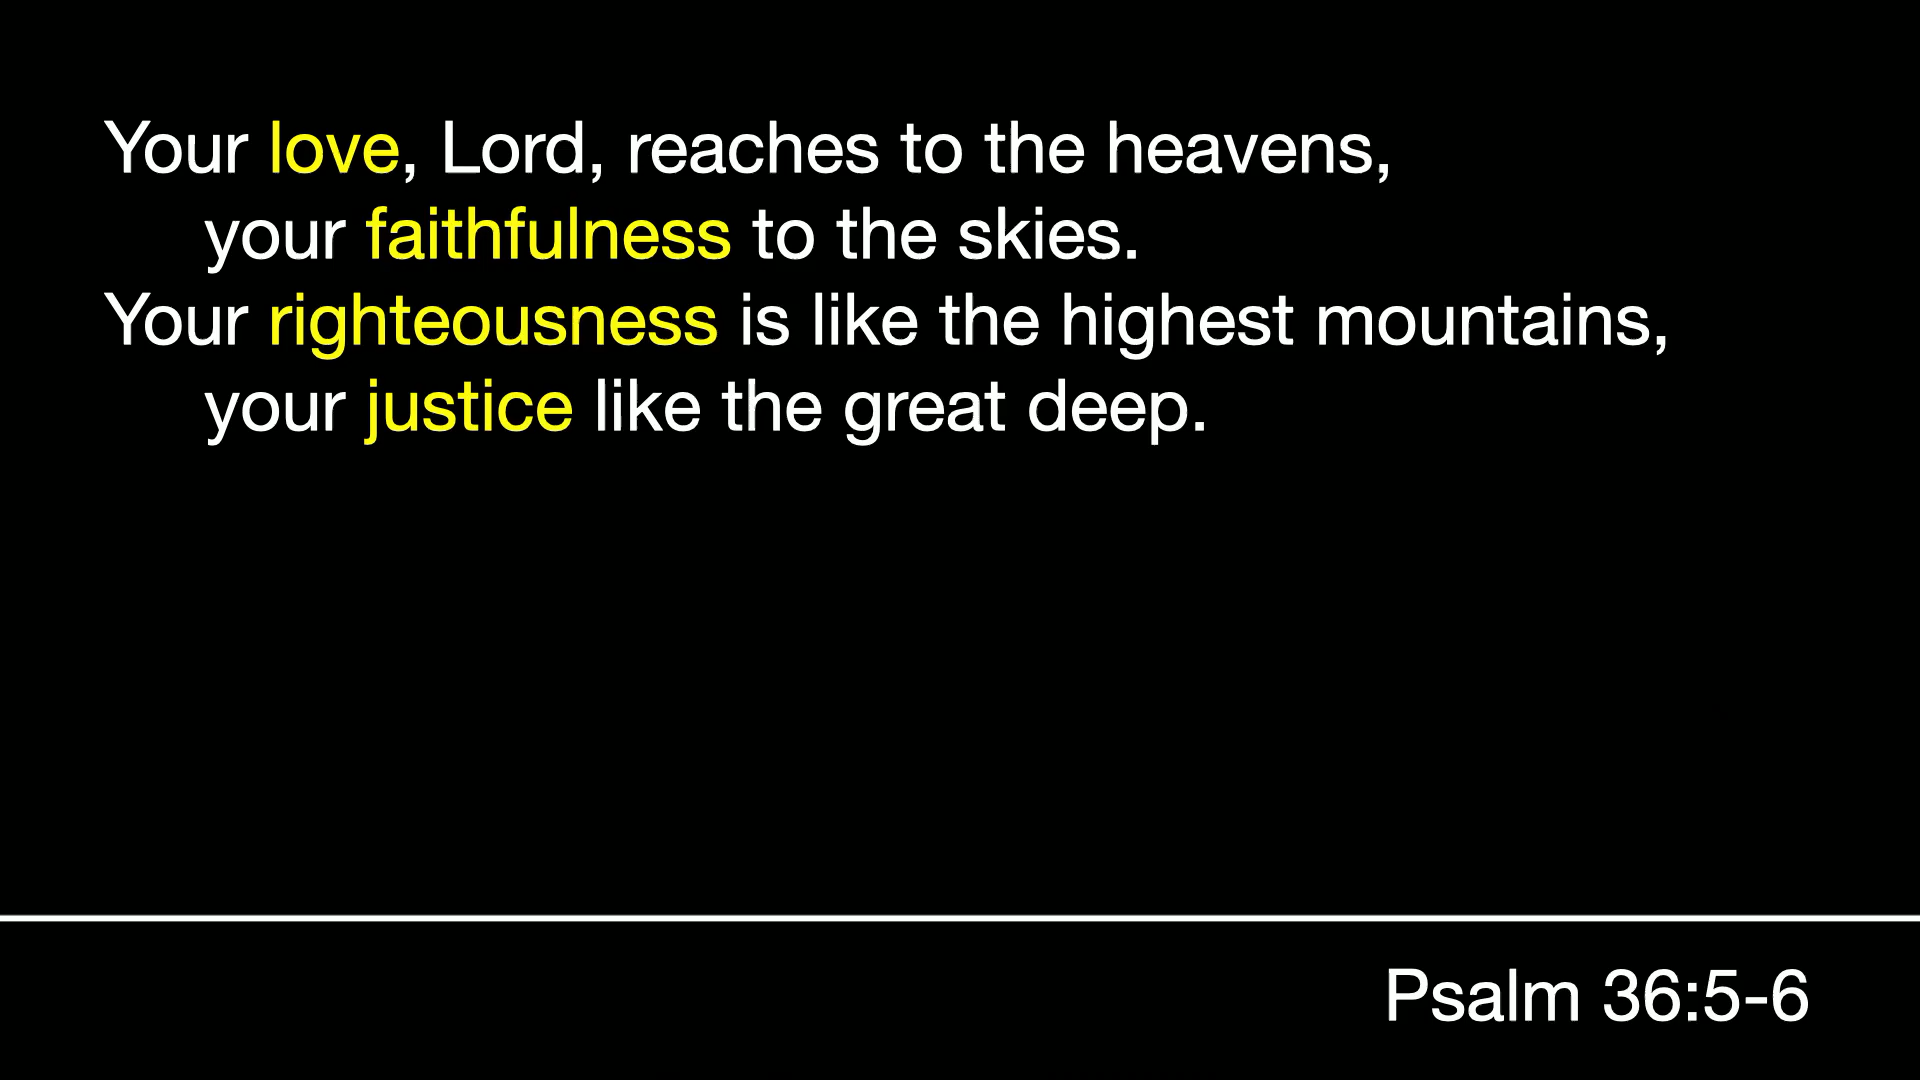 Your love, Lord, reaches to the heavens,
your faithfulness to the skies.
Your righteousness is like the highest mountains,
your justice like the great deep.
Psalm 36:5-6